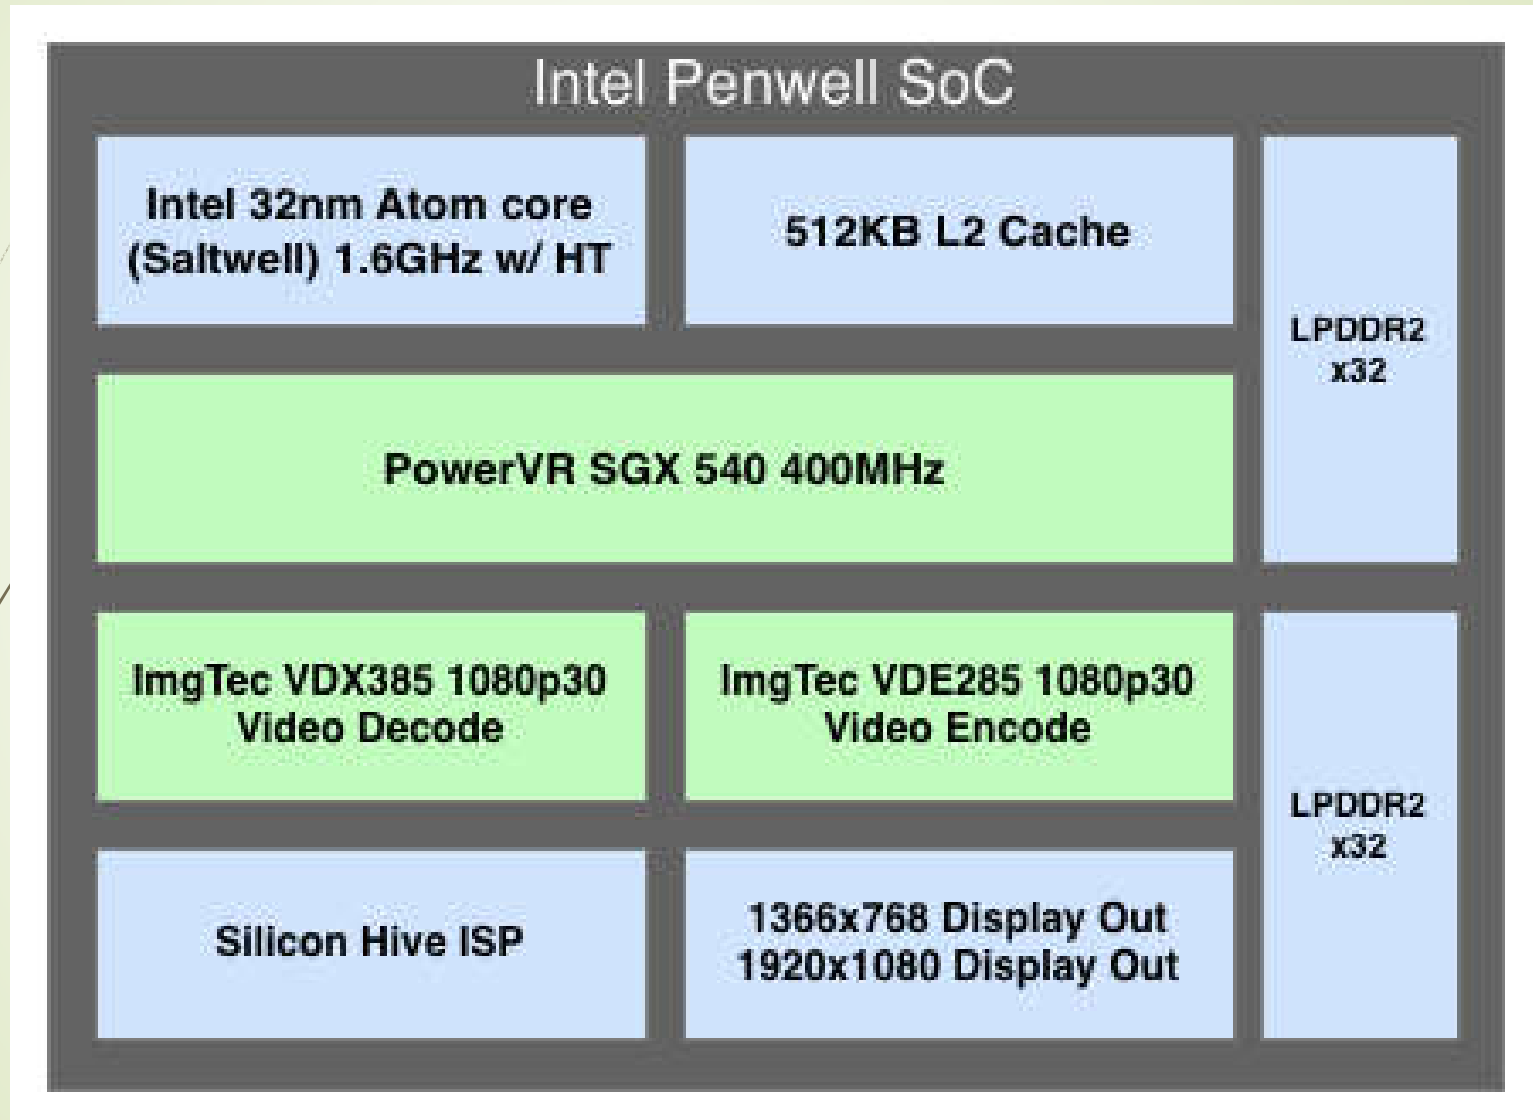 Intel Penwell SoC
Intel 32nm Atom core
(Saltwell) 1.6GHz w/ HT
512KB L2 Cache
LPDDR2
x32
PowerVR SGX 540 400MHz
ImgTec VDX385 1080p30
Video Decode
ImgTec VDE285 1080p30
Video Encode
LPDDR2
x32
Silicon Hive ISP
1366x768 Display Out
1920x1080 Display Out